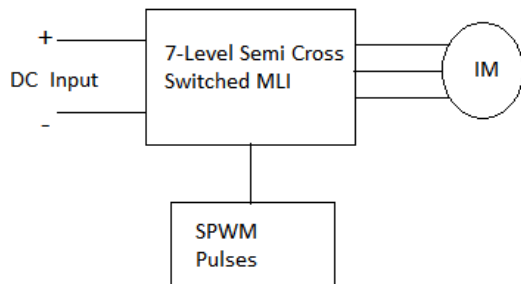 +
DC Input
-
7-Level Semi Cross
Switched MLI
IM
SPWM
Pulses